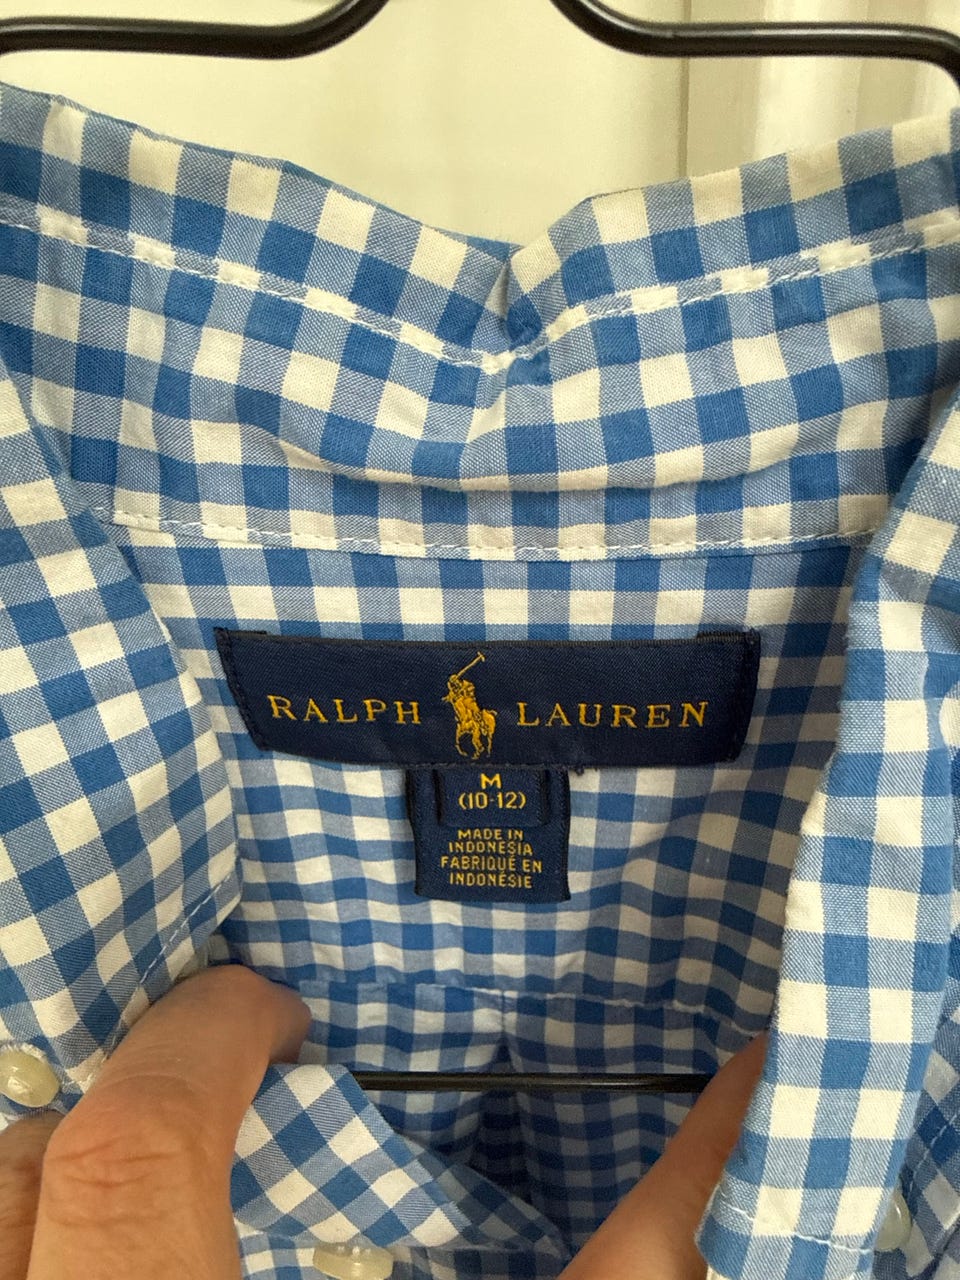 RALPH LAUREN
M
(10-12)
MADE IN
INDONESIA
FABRIQUÉ EN
INDONÉSIE